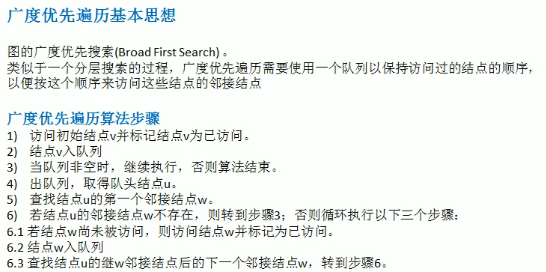 广度优先遍历基本思想
图的广度优先搜索(Broad First Search) 。
类似于一个分层搜索的过程，广度优先遍历需要使用一个队列以保持访问过的结点的顺序，
以便按这个顺序来访问这些结点的邻接结点
广度优先遍历算法步骤
1) 访问初始结点v并标记结点v为已访问。
2) 结点v入队列
3) 当队列非空时，继续执行，否则算法结束。
4) 出队列，取得队头结点u。
5) 查找结点u的第一个邻接结点w。
6) 若结点u的邻接结点w不存在，则转到步骤3；否则循环执行以下三个步骤：
6.1 若结点w尚未被访问，则访问结点w并标记为已访问。
6.2 结点w入队列
6.3 查找结点u的继w邻接结点后的下一个邻接结点w，转到步骤6。